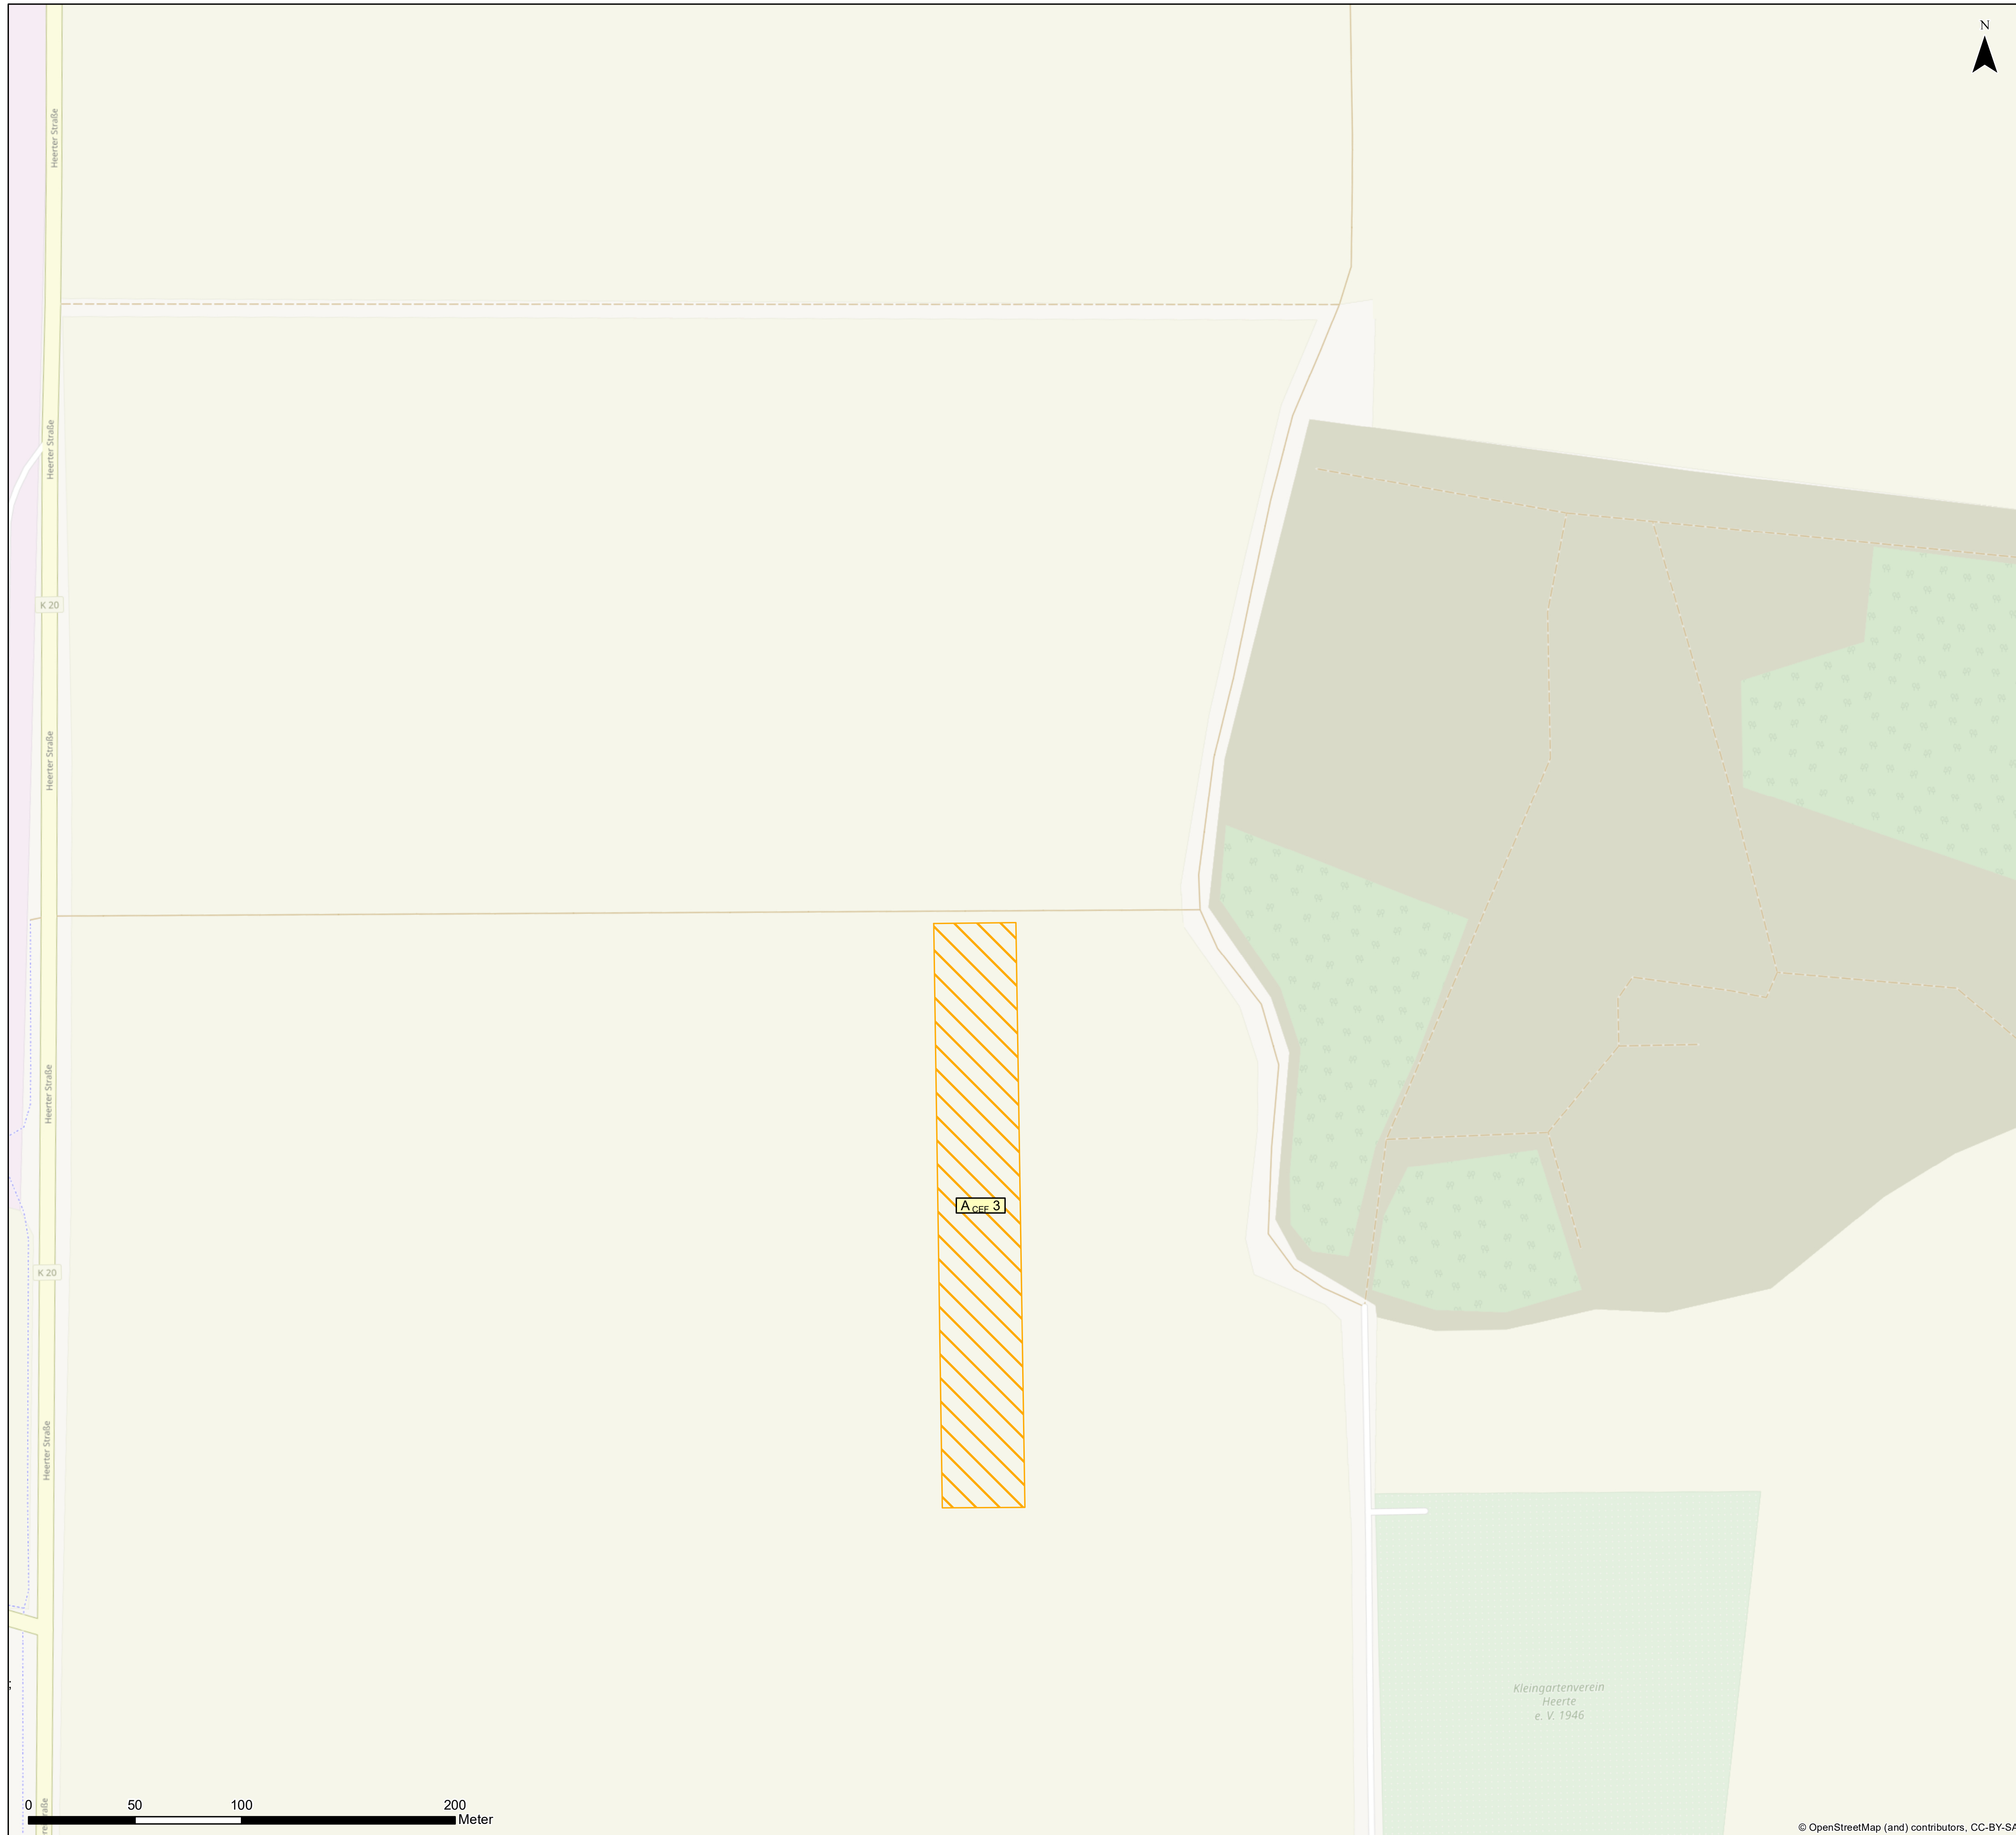 N
Heerter Straße
Heerter Straße
K 20
Heerter Straße
Heerter Straße
A CEF 3
K 20
Heerter Straße
Kleingartenverein
Heerte
e. V. 1946
0 50 100 200
Meter
© OpenStreetMap (and) contributors, CC-BY-SA